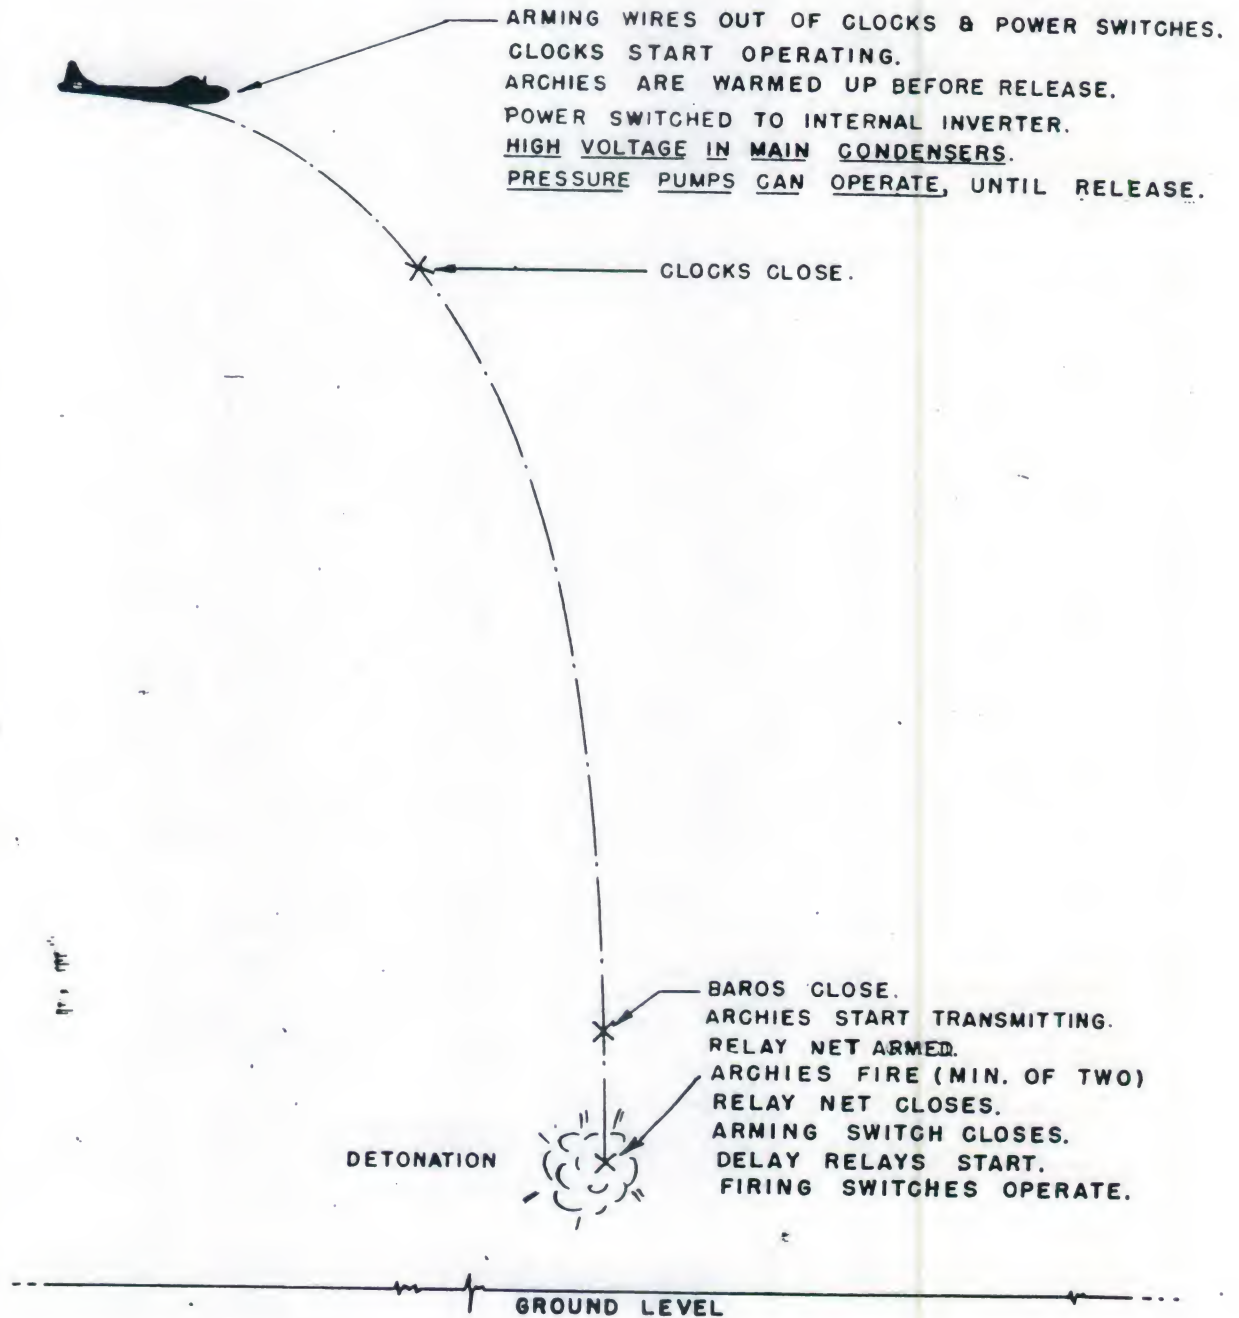 ARMING WIRES OUT OF CLOCKS & POWER SWITCHES.
CLOCKS START OPERATING.
ARCHIES ARE WARMED UP BEFORE RELEASE.
POWER SWITCHED TO INTERNAL INVERTER.
HIGH VOLTAGE IN MAIN CONDENSERS.
PRESSURE PUMPS CAN OPERATE, UNTIL RELEASE.
CLOCKS CLOSE.
BAROS CLOSE.
ARCHIES START TRANSMITTING.
RELAY NET ARMED.
ARCHIES FIRE (MIN. OF TWO)
RELAY NET CLOSES.
ARMING SWITCH CLOSES.
DETONATION
DELAY RELAYS START.
FIRING SWITCHES OPERATE.
GROUND LEVEL